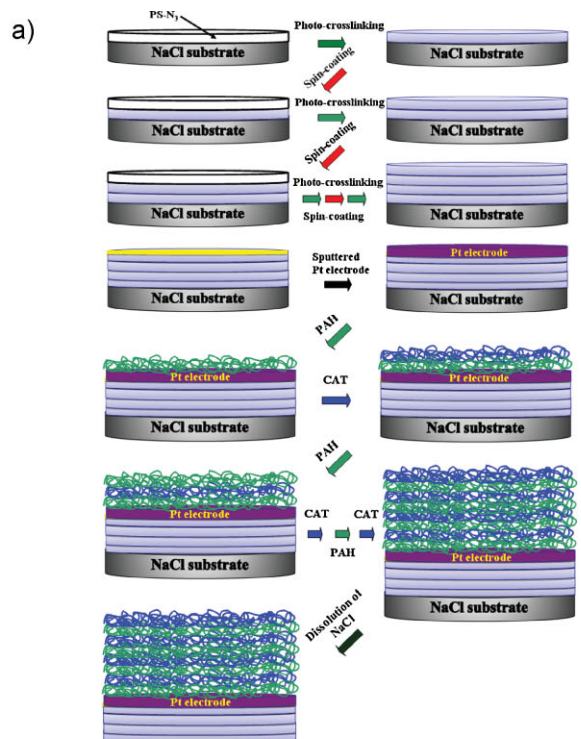 a)
PS-N3
Photo-crosslinking
NaCl substrate
NaCl substrate
Spin-coating
Photo-crosslinking
NaCl substrate
NaCl substrate
Spin-coating
Photo-crosslinking
NaCl substrate
Spin-coating
NaCl substrate
Sputtered
Pt electrode
Pt electrode
NaCl substrate
NaCl substrate
PAH
Pt electrode
CAT
Pt electrode
NaCl substrate
NaCl substrate
PAH
CAT
CAT
Pt electrode
PAH
Pt electrode
NaCl substrate
NaCl substrate
Dissolution of
NaCl
Pt electrode